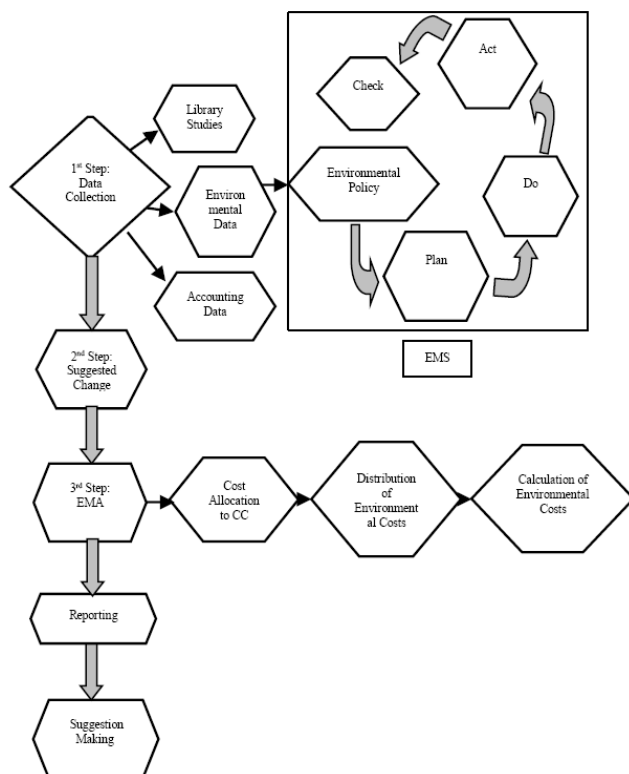 Act
Check
Library
Studies
1st Step:
Data
Collection
Environ
mental
Data
Environmental
Policy
Do
Plan
Accounting
Data
EMS
2nd Step:
Suggested
Change
3rd Step:
EMA
Cost
Allocation
to CC
Distribution
of
Environment
al Costs
Calculation of
Environmental
Costs
Reporting
Suggestion
Making